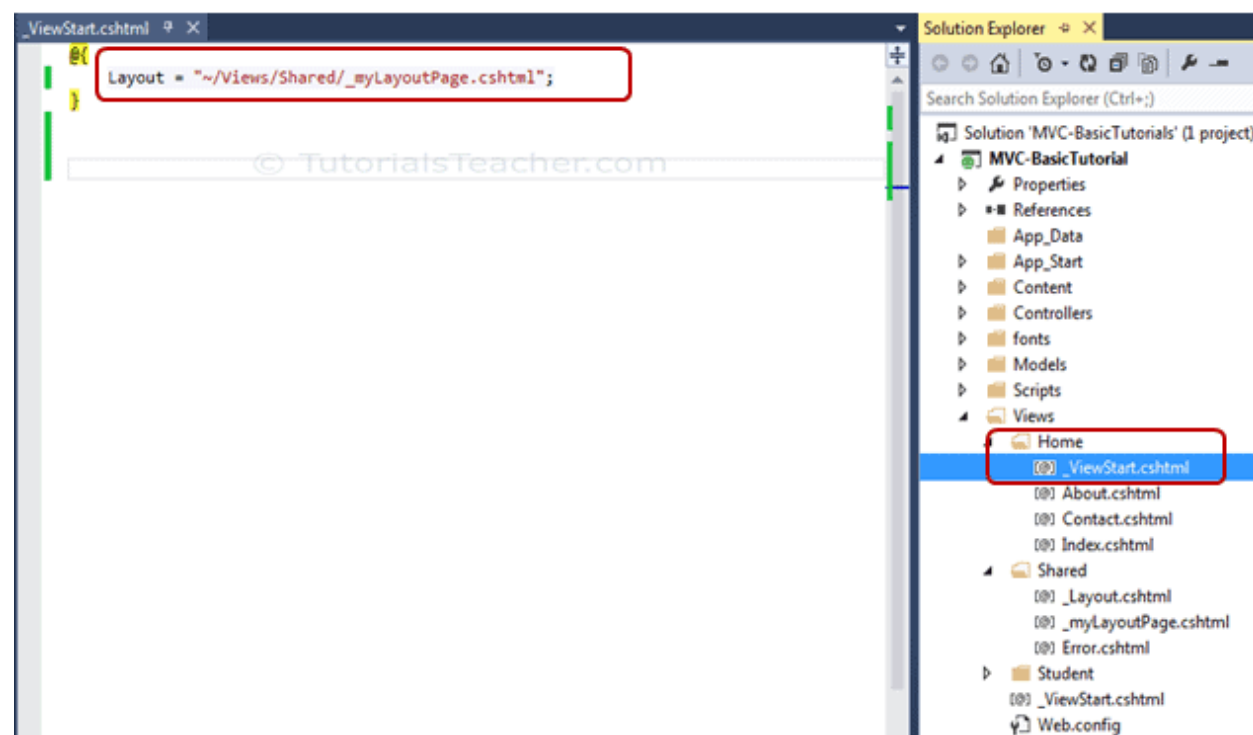 _ViewStart.cshtml
@{
Layout = "~/Views/Shared/_myLayoutPage.cshtml";
}
© TutorialsTeacher.com
Solution Explorer
Search Solution Explorer (Ctrl+;)
Solution 'MVC-BasicTutorials' (1 project)
MVC-BasicTutorial
Properties
References
App_Data
App_Start
Content
Controllers
fonts
Models
Scripts
Views
Home
[@] _ViewStart.cshtml
[@] About.cshtml
[@] Contact.cshtml
[@] Index.cshtml
Shared
[@] _Layout.cshtml
[@] _myLayoutPage.cshtml
[@] Error.cshtml
Student
[@] _ViewStart.cshtml
Web.config